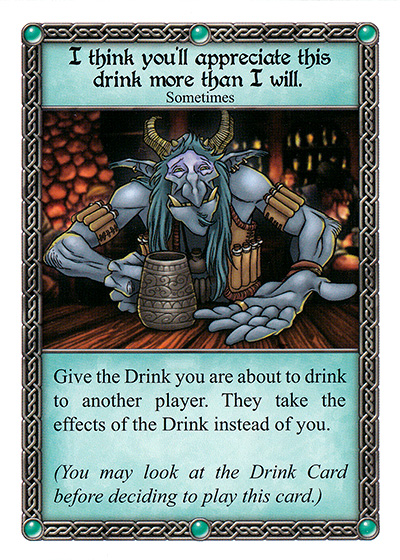 I think you'll appreciate this
drink more than I will.
Sometimes
Give the Drink you are about to drink
to another player. They take the
effects of the Drink instead of you.
(You may look at the Drink Card
before deciding to play this card.)